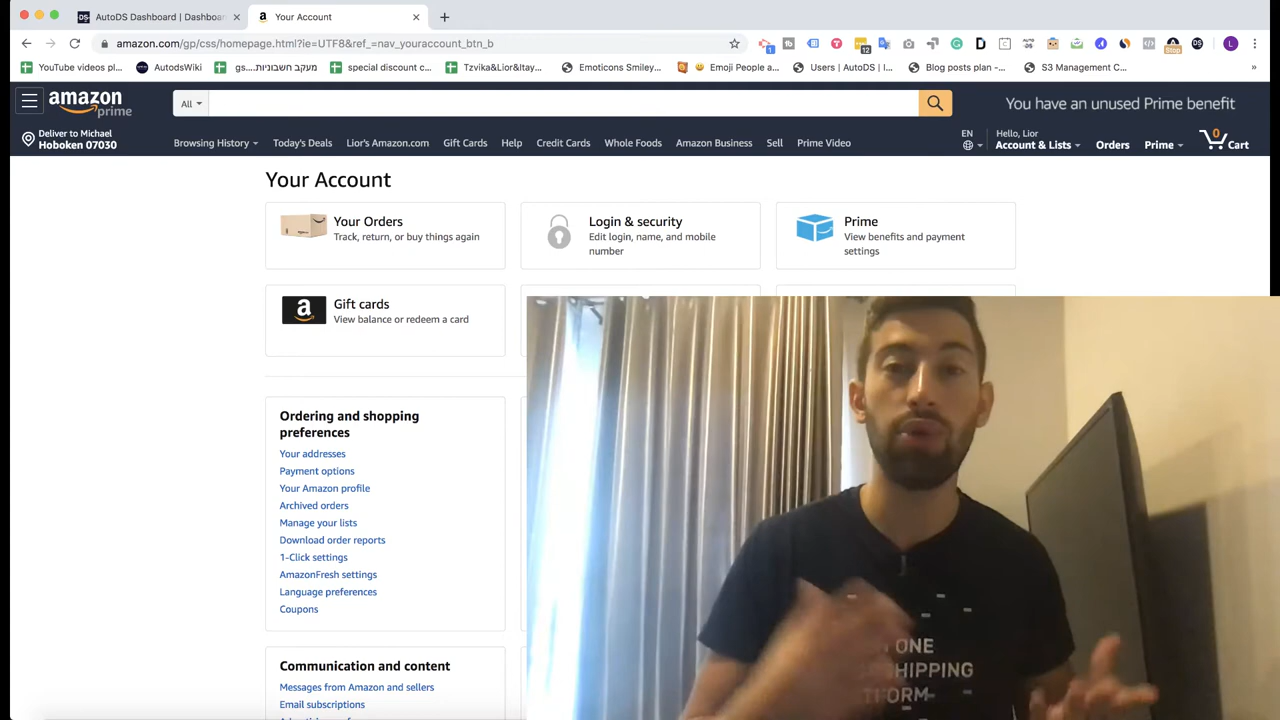 AutoDS Dashboard | Dashboa
Your Account
amazon.com/gp/css/homepage.html?ie=UTF8&ref_=nav_youraccount_btn_b
YouTube videos pl...
AutodsWiki
gs....מעקב חשבוניות
special discount c...
Tzvika&Lior&Itay...
Emoticons Smiley...
Emoji People a...
Users | AutoDS | I...
Blog posts plan -...
S3 Management C...
»
amazon
prime
All
You have an unused Prime benefit
Deliver to Michael
Hoboken 07030
Browsing History
Today's Deals
Lior's Amazon.com
Gift Cards
Help
Credit Cards
Whole Foods
Amazon Business
Sell
Prime Video
EN
Hello, Lior
Account & Lists
Orders
Prime
0
Cart
Your Account
Your Orders
Track, return, or buy things again
Login & security
Edit login, name, and mobile
number
Prime
View benefits and payment
settings
Gift cards
View balance or redeem a card
Ordering and shopping
preferences
Your addresses
Payment options
Your Amazon profile
Archived orders
Manage your lists
Download order reports
1-Click settings
AmazonFresh settings
Language preferences
Coupons
Communication and content
Messages from Amazon and sellers
Email subscriptions
ONE
SHIPPING